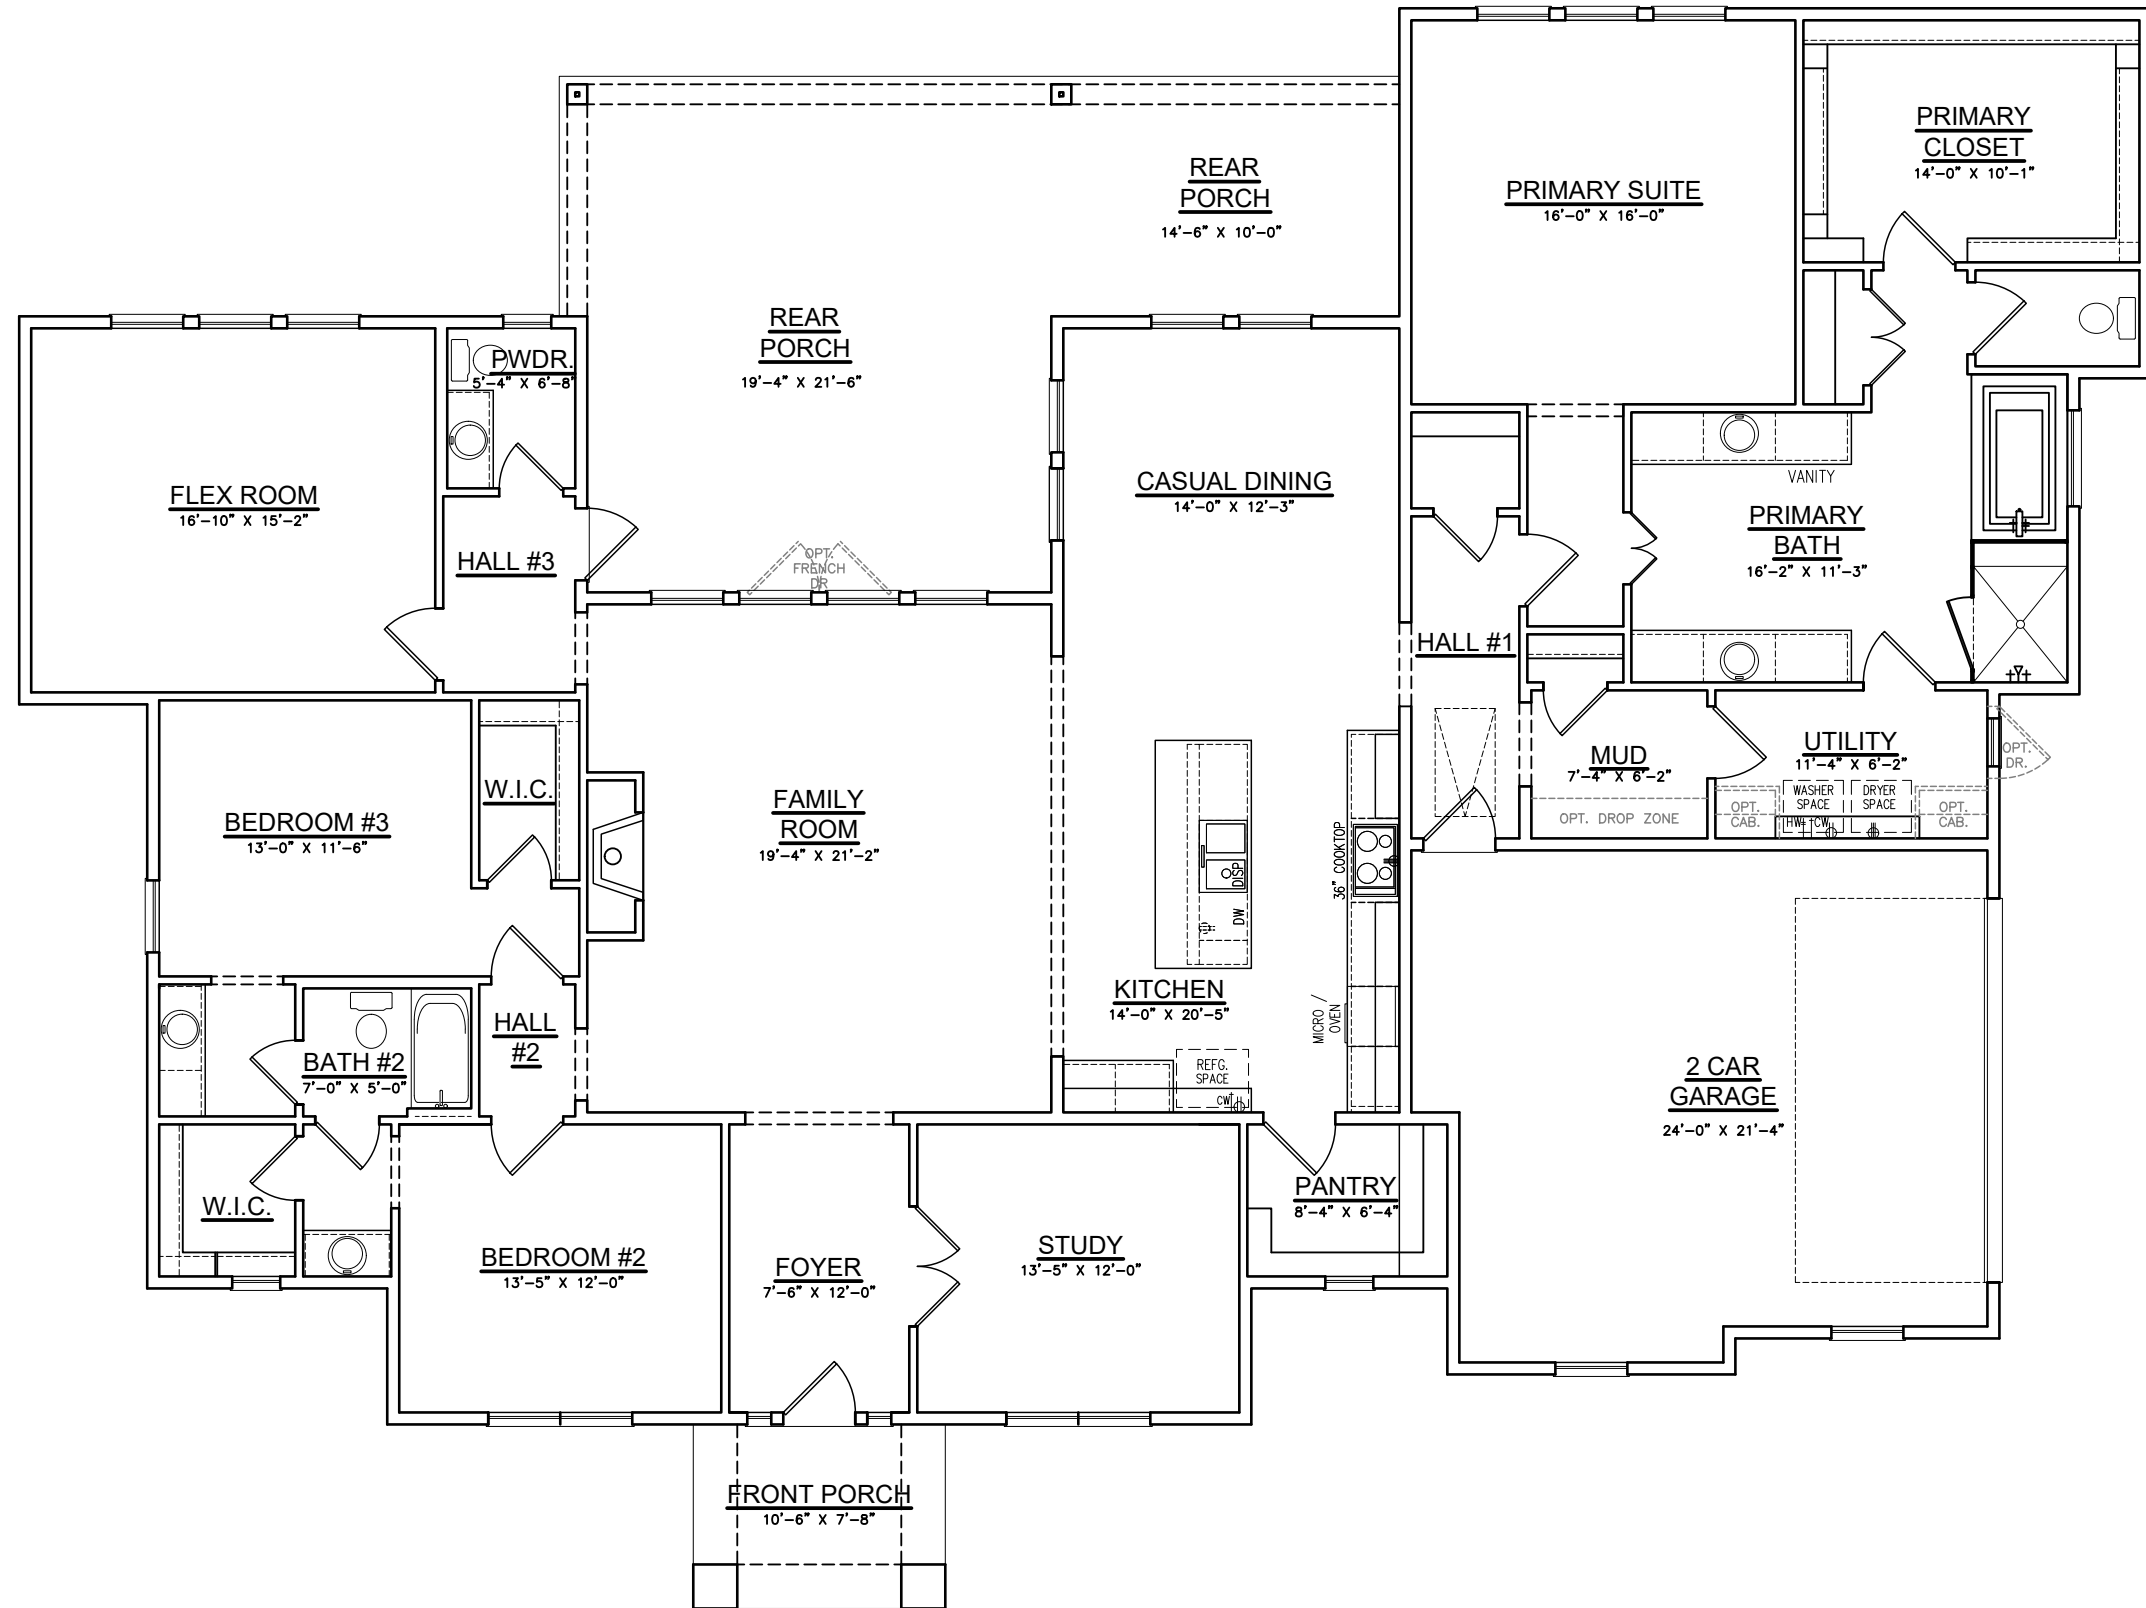 PRIMARY
CLOSET
14'-0" X 10'-1"
PRIMARY SUITE
16'-0" X 16'-0"
REAR
PORCH
14'-6" X 10'-0"
REAR
PORCH
19'-4" X 21'-6"
PWDR.
5'-4" X 6'-8"
FLEX ROOM
16'-10" X 15'-2"
HALL #3
OPT.
FRENCH
DR
CASUAL DINING
14'-0" X 12'-3"
VANITY
PRIMARY
BATH
16'-2" X 11'-3"
HALL #1
MUD
7'-4" X 6'-2"
OPT. DROP ZONE
UTILITY
11'-4" X 6'-2"
OPT.
DR.
WASHER
SPACE
DRYER
SPACE
OPT.
CAB.
OPT.
CAB.
HW
CW
W.I.C.
BEDROOM #3
13'-0" X 11'-6"
FAMILY
ROOM
19'-4" X 21'-2"
36" COOKTOP
DISP
DW
KITCHEN
14'-0" X 20'-5"
MICRO /
OVEN
REFG.
SPACE
CW
HALL
#2
BATH #2
7'-0" X 5'-0"
2 CAR
GARAGE
24'-0" X 21'-4"
W.I.C.
BEDROOM #2
13'-5" X 12'-0"
FOYER
7'-6" X 12'-0"
STUDY
13'-5" X 12'-0"
PANTRY
8'-4" X 6'-4"
FRONT PORCH
10'-6" X 7'-8"